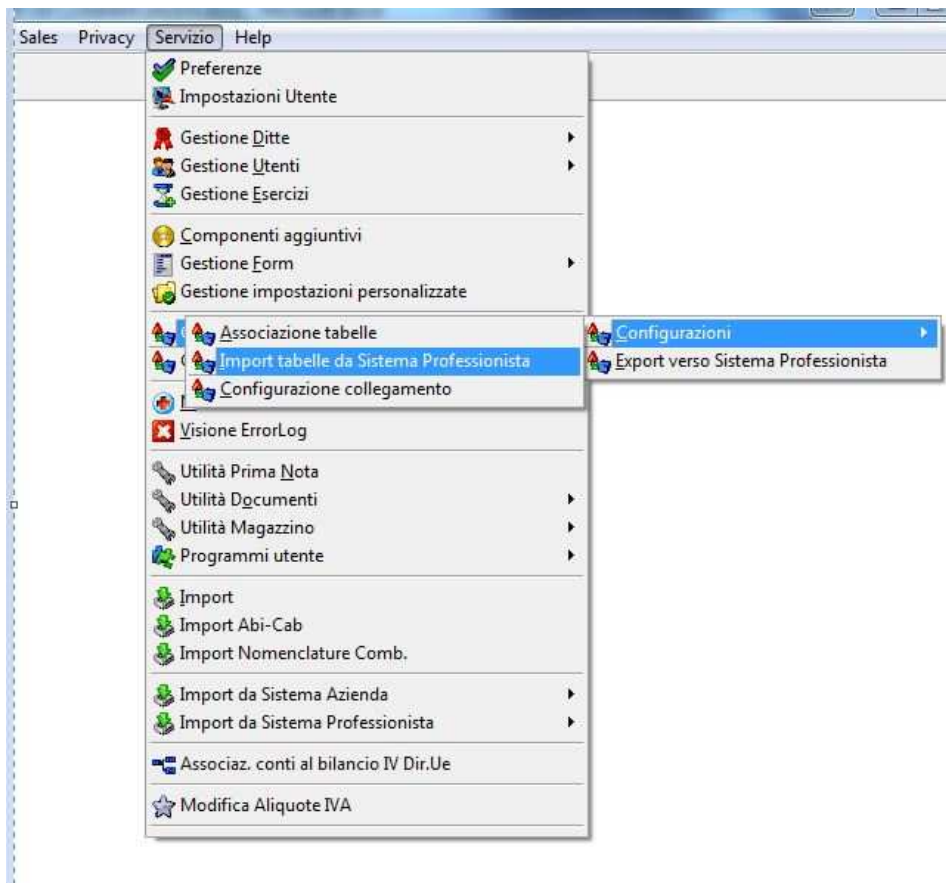 Sales Privacy Servizio Help
Preferenze
Impostazioni Utente
Gestione Ditte
Gestione Utenti
Gestione Esercizi
Componenti aggiuntivi
Gestione Form
Gestione impostazioni personalizzate
Associazione tabelle
Configurazioni
Import tabelle da Sistema Professionista
Export verso Sistema Professionista
Configurazione collegamento
Visione ErrorLog
Utilità Prima Nota
Utilità Documenti
Utilità Magazzino
Programmi utente
Import
Import Abi-Cab
Import Nomenclature Comb.
Import da Sistema Azienda
Import da Sistema Professionista
Associaz. conti al bilancio IV Dir.Ue
Modifica Aliquote IVA